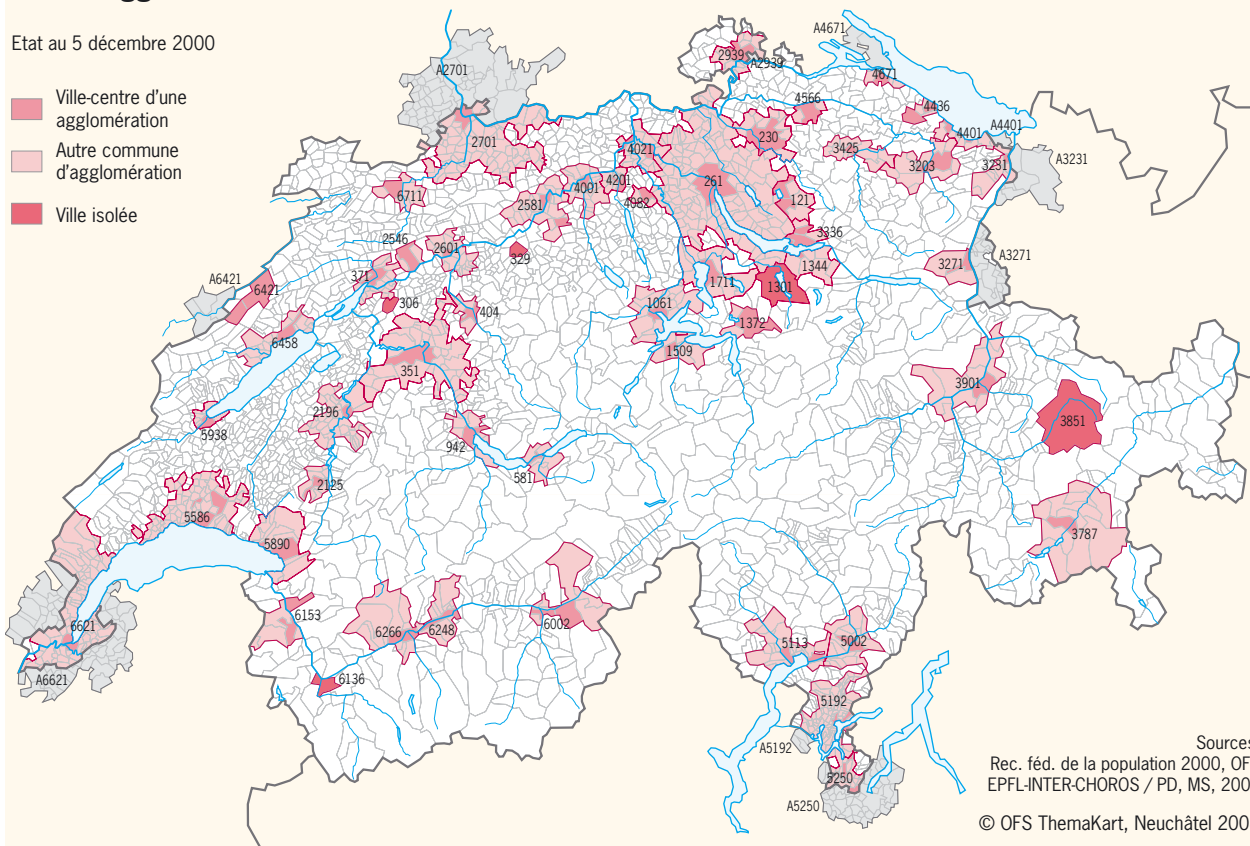 Etat au 5 décembre 2000
Ville-centre d'une
agglomération
Autre commune
d'agglomération
Ville isolée
A4671
2939
A2939
A2701
4671
4566
4436
4401
A4401
230
2701
4021
3425
3203
3231
A3231
6711
4001
4201
261
2581
4082
121
2546
2601
329
3336
1344
3271
A3271
A6421
6421
371
1711
1301
306
404
1061
1372
6458
1509
351
3901
2196
3851
5938
942
581
2125
5586
5890
3787
6153
6266
6248
6002
5113
5002
6621
A6621
6136
5192
A5192
5250
A5250
Sources
Rec. féd. de la population 2000, OF
EPFL-INTER-CHOROS / PD, MS, 200
© OFS ThemaKart, Neuchâtel 200